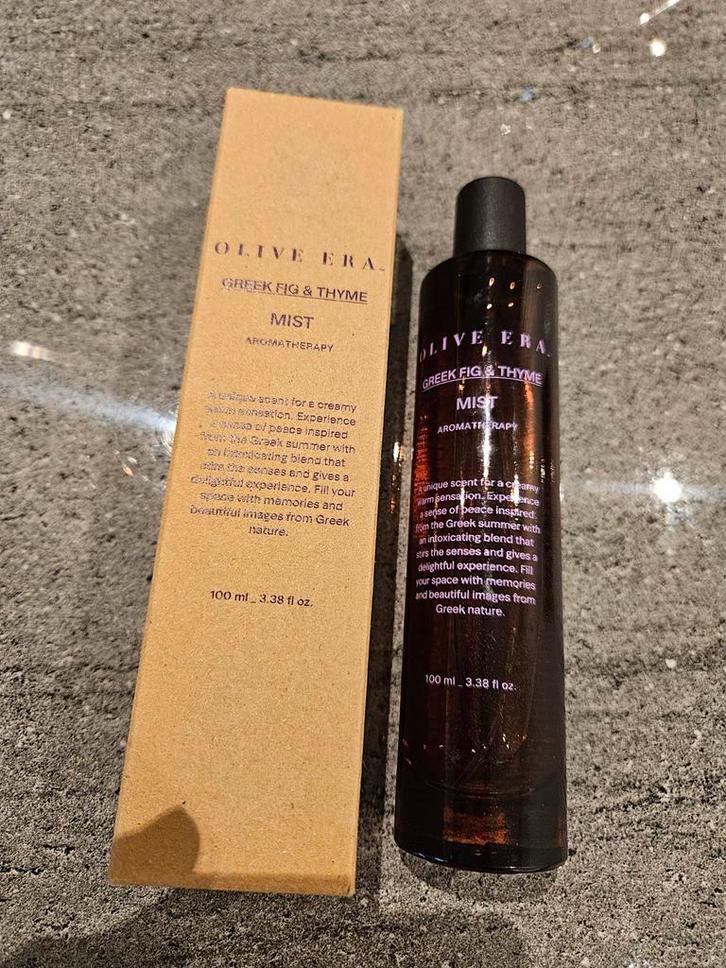 OLIVE ERA-
GREEK FIG & THYME
MIST
AROMATHERAPY
A unique scent for a creamy
warm sensation. Experience
a sense of peace inspired
from the Greek summer with
an intoxicating blend that
stirs the senses and gives a
delightful experience. Fill your
space with memories and
beautiful images from Greek
nature.
100 ml _ 3.38 fl oz.
OLIVE ERA-
GREEK FIG & THYME
MIST
AROMATHERAPY
A unique scent for a creamy
warm sensation. Experience
a sense of peace inspired
from the Greek summer with
an intoxicating blend that
stirs the senses and gives a
delightful experience. Fill
your space with memories
and beautiful images from
Greek nature.
100 ml _ 3.38 fl oz.